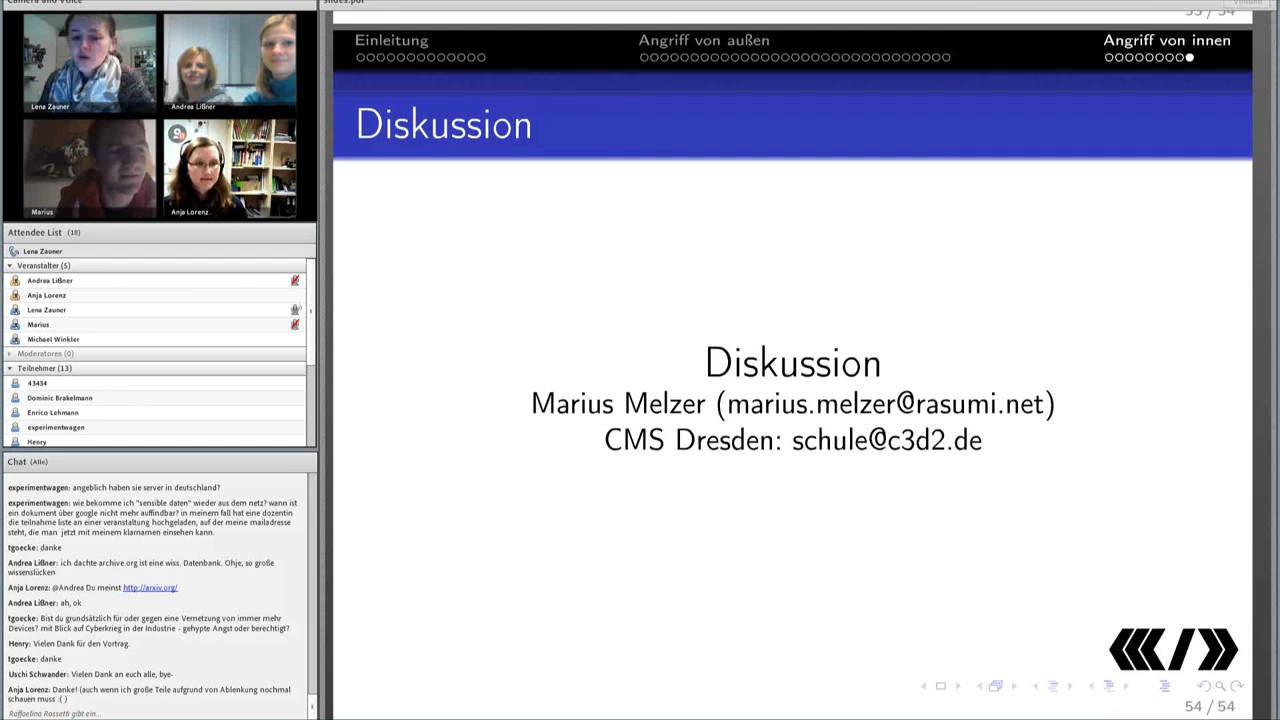 Camera and Voice
slides.pdf
53 / 54
Lena Zauner
Andrea Lißner
Marius
Anja Lorenz
Attendee List (18)
Lena Zauner
Veranstalter (5)
Andrea Lißner
Anja Lorenz
Lena Zauner
Marius
Michael Winkler
Moderatoren (0)
Teilnehmer (13)
43434
Dominic Brakelmann
Enrico Lehmann
experimentwagen
Henry
Chat (Alle)
experimentwagen: angeblich haben sie server in deutschland?
experimentwagen: wie bekomme ich "sensible daten" wieder aus dem netz? wann ist
ein dokument über google nicht mehr auffindbar? in meinem fall hat eine dozentin
die teilnahme liste an einer veranstaltung hochgeladen, auf der meine mailadresse
steht, die man jetzt mit meinem klarnamen einsehen kann.
tgoecke: danke
Andrea Lißner: ich dachte archive.org ist eine wiss. Datenbank. Ohje, so große
wissenslücken
Anja Lorenz: @Andrea Du meinst http://arxiv.org/
Andrea Lißner: ah, ok
tgoecke: Bist du grundsätzlich für oder gegen eine Vernetzung von immer mehr
Devices? mit Blick auf Cyberkrieg in der Industrie - gehypte Angst oder berechtigt?
Henry: Vielen Dank für den Vortrag.
tgoecke: danke
Uschi Schwander: Vielen Dank an euch alle, bye-
Anja Lorenz: Danke! (auch wenn ich große Teile aufgrund von Ablenkung nochmal
schauen muss :( )
Raffaelina Rossetti gibt ein...
Einleitung
Angriff von außen
Angriff von innen
Diskussion
Diskussion
Marius Melzer (marius.melzer@rasumi.net)
CMS Dresden: schule@c3d2.de
54 / 54